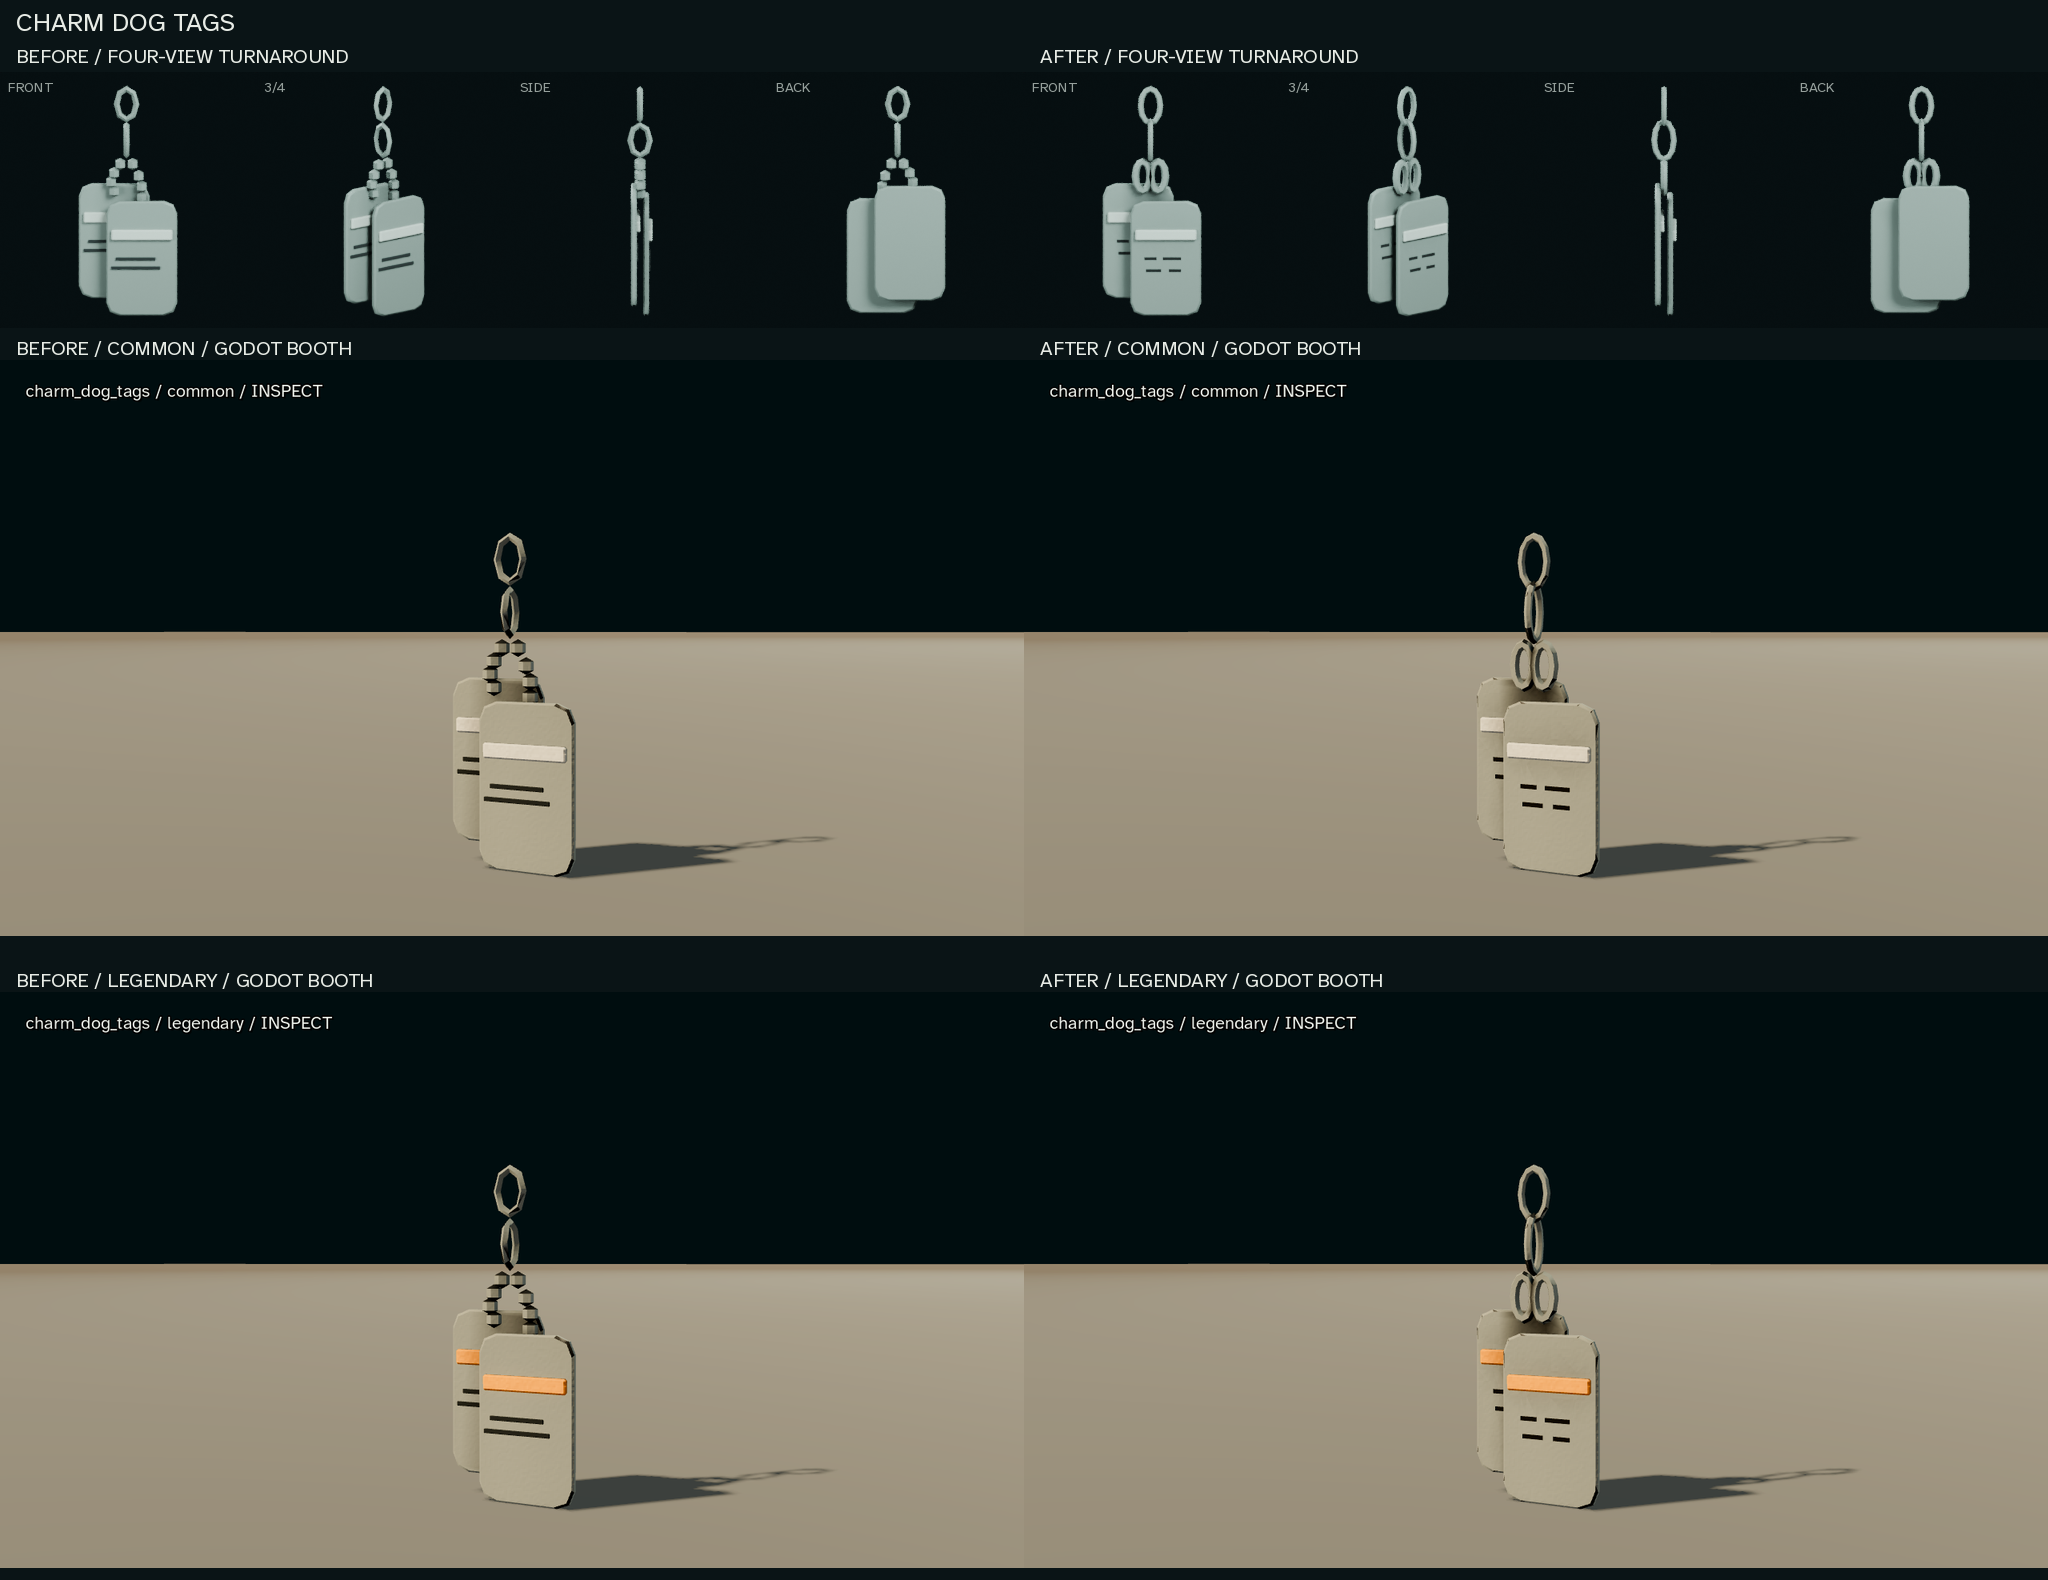 CHARM DOG TAGS
BEFORE / FOUR-VIEW TURNAROUND
AFTER / FOUR-VIEW TURNAROUND
FRONT
3/4
SIDE
BACK
FRONT
3/4
SIDE
BACK
BEFORE / COMMON / GODOT BOOTH
AFTER / COMMON / GODOT BOOTH
charm_dog_tags / common / INSPECT
charm_dog_tags / common / INSPECT
BEFORE / LEGENDARY / GODOT BOOTH
AFTER / LEGENDARY / GODOT BOOTH
charm_dog_tags / legendary / INSPECT
charm_dog_tags / legendary / INSPECT